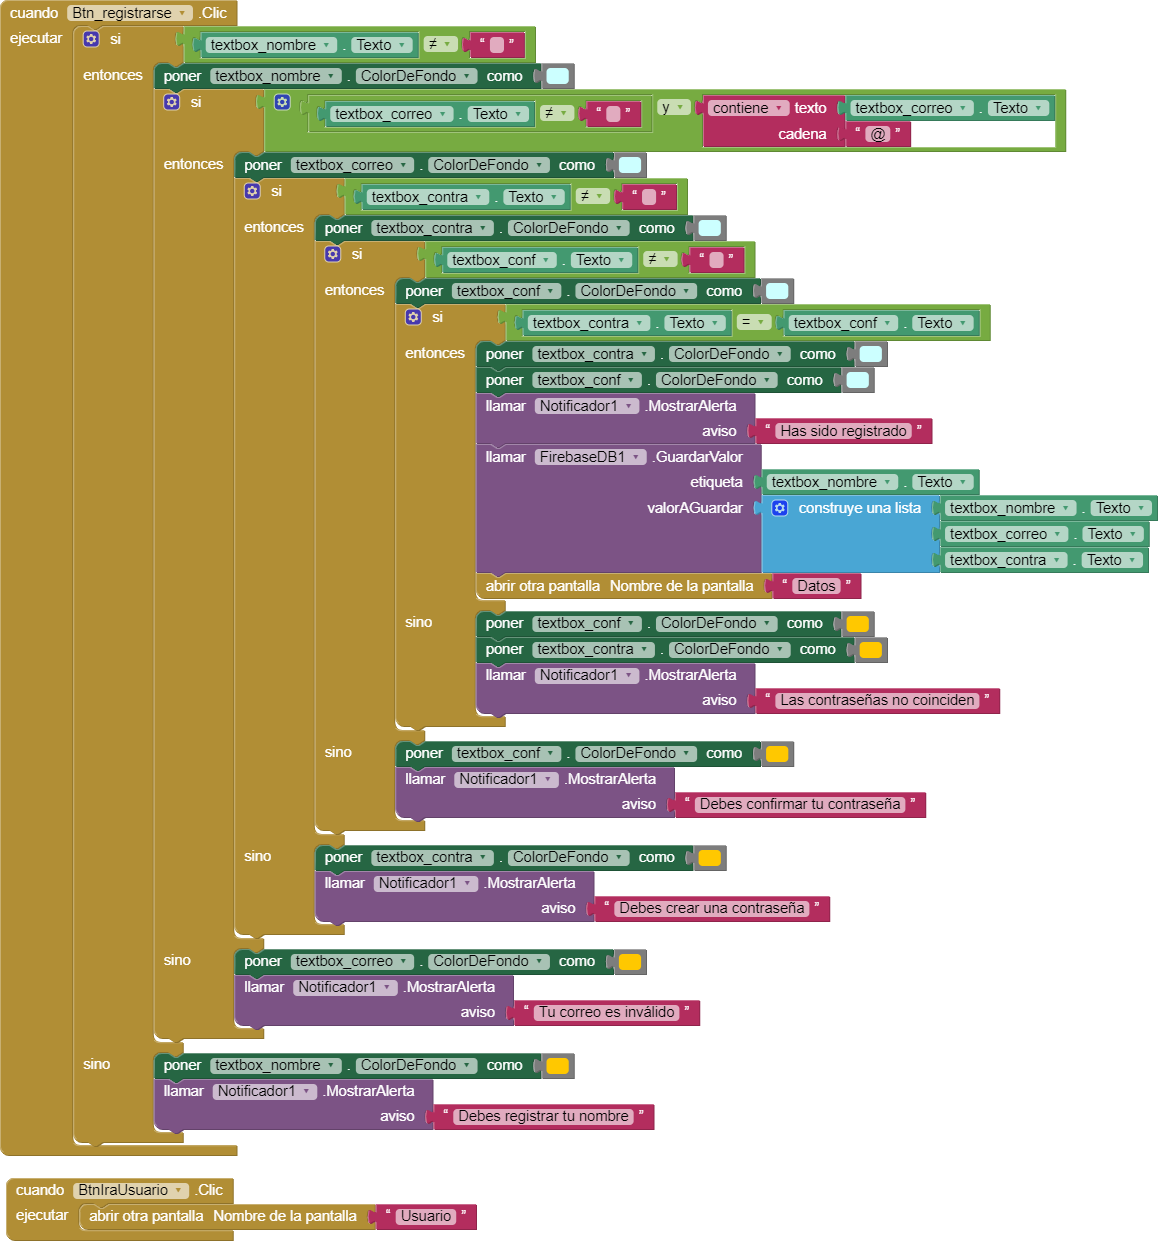 cuando Btn_registrarse .Clic
ejecutar si textbox_nombre . Texto ≠ “ ”
entonces poner textbox_nombre . ColorDeFondo como
si textbox_correo . Texto ≠ “ ” y contiene texto textbox_correo . Texto
cadena “ @ ”
entonces poner textbox_correo . ColorDeFondo como
si textbox_contra . Texto ≠ “ ”
entonces poner textbox_contra . ColorDeFondo como
si textbox_conf . Texto ≠ “ ”
entonces poner textbox_conf . ColorDeFondo como
si textbox_contra . Texto = textbox_conf . Texto
entonces poner textbox_contra . ColorDeFondo como
poner textbox_conf . ColorDeFondo como
llamar Notificador1 .MostrarAlerta
aviso “ Has sido registrado ”
llamar FirebaseDB1 .GuardarValor
etiqueta textbox_nombre . Texto
valorAGuardar construye una lista textbox_nombre . Texto
textbox_correo . Texto
textbox_contra . Texto
abrir otra pantalla Nombre de la pantalla “ Datos ”
sino poner textbox_conf . ColorDeFondo como
poner textbox_contra . ColorDeFondo como
llamar Notificador1 .MostrarAlerta
aviso “ Las contraseñas no coinciden ”
sino poner textbox_conf . ColorDeFondo como
llamar Notificador1 .MostrarAlerta
aviso “ Debes confirmar tu contraseña ”
sino poner textbox_contra . ColorDeFondo como
llamar Notificador1 .MostrarAlerta
aviso “ Debes crear una contraseña ”
sino poner textbox_correo . ColorDeFondo como
llamar Notificador1 .MostrarAlerta
aviso “ Tu correo es inválido ”
sino poner textbox_nombre . ColorDeFondo como
llamar Notificador1 .MostrarAlerta
aviso “ Debes registrar tu nombre ”
cuando BtnIraUsuario .Clic
ejecutar abrir otra pantalla Nombre de la pantalla “ Usuario ”